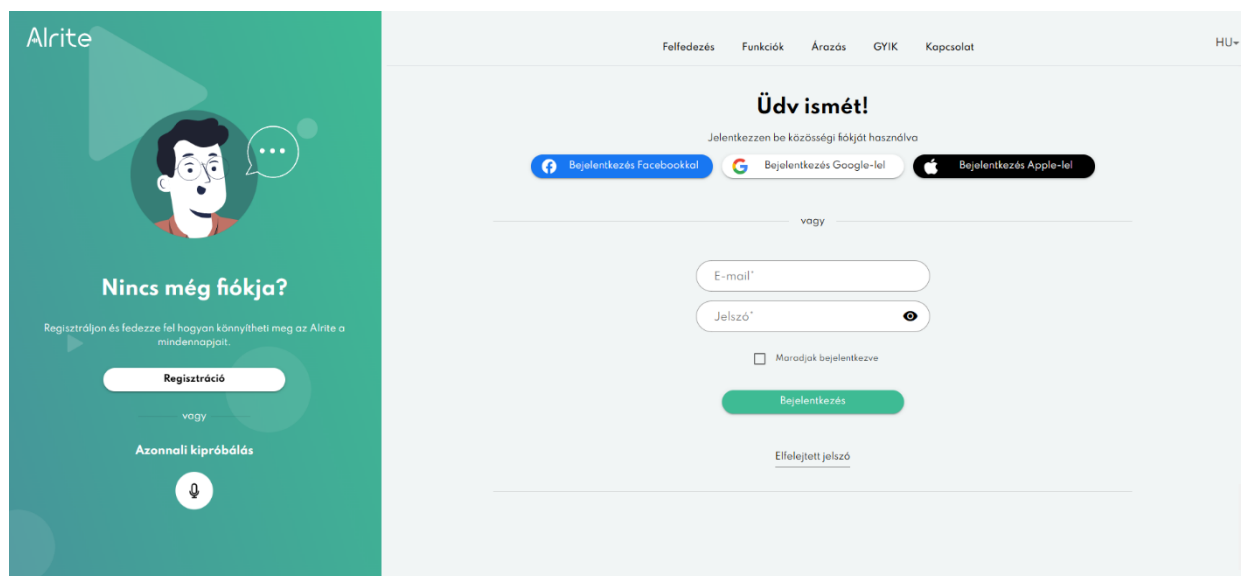 Alrite
Nincs még fiókja?
Regisztráljon és fedezze fel hogyan könnyítheti meg az Alrite a
mindennapjait.
Regisztráció
vagy
Azonnali kipróbálás
Felfedezés Funkciók Árazás GYIK Kapcsolat
HU
Üdv ismét!
Jelentkezzen be közösségi fiókját használva
Bejelentkezés Facebookkal Bejelentkezés Google-lel Bejelentkezés Apple-lel
vagy
E-mail*
Jelszó*
Maradjak bejelentkezve
Bejelentkezés
Elfelejtett jelszó